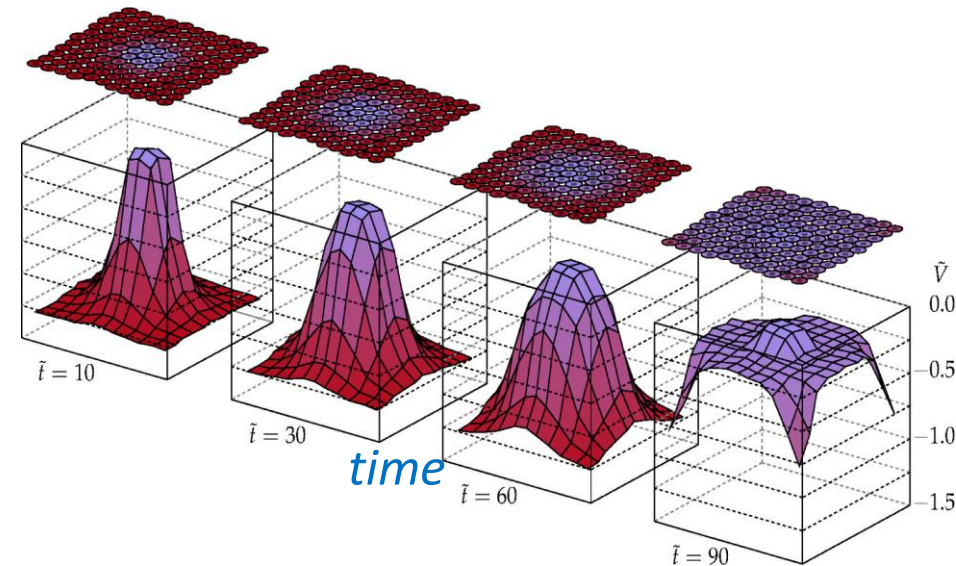 t̃ = 10
t̃ = 30
time
t̃ = 60
t̃ = 90
Ṽ
0.0
−0.5
−1.0
−1.5